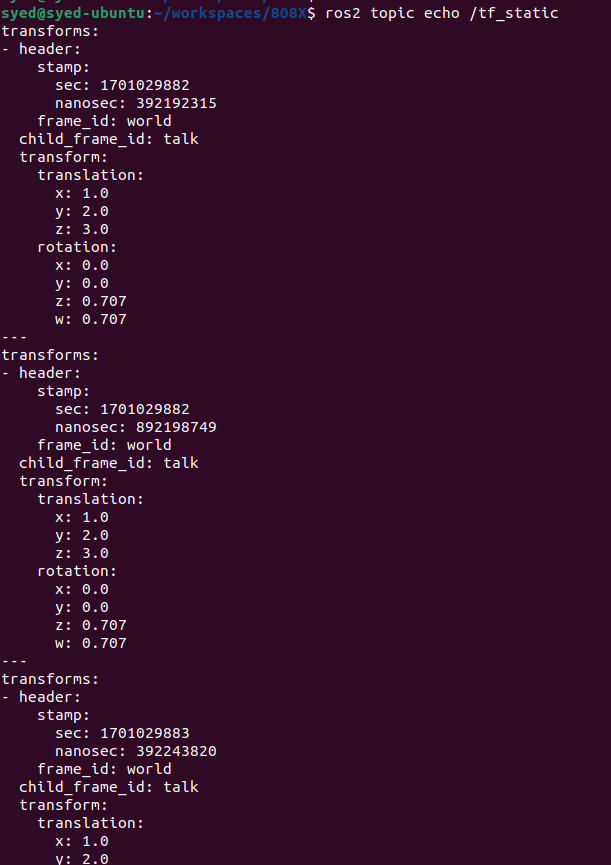 syed@syed-ubuntu:~/workspaces/808X$ ros2 topic echo /tf_static
transforms:
- header:
    stamp:
      sec: 1701029882
      nanosec: 392192315
    frame_id: world
  child_frame_id: talk
  transform:
    translation:
      x: 1.0
      y: 2.0
      z: 3.0
    rotation:
      x: 0.0
      y: 0.0
      z: 0.707
      w: 0.707
---
transforms:
- header:
    stamp:
      sec: 1701029882
      nanosec: 892198749
    frame_id: world
  child_frame_id: talk
  transform:
    translation:
      x: 1.0
      y: 2.0
      z: 3.0
    rotation:
      x: 0.0
      y: 0.0
      z: 0.707
      w: 0.707
---
transforms:
- header:
    stamp:
      sec: 1701029883
      nanosec: 392243820
    frame_id: world
  child_frame_id: talk
  transform:
    translation:
      x: 1.0
      y: 2.0